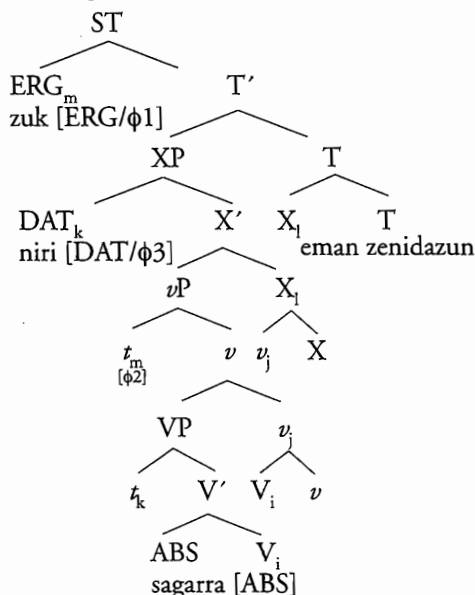 ST
ERGₘ T′
zuk [ERG/ϕ1]
XP T
DATₖ X′ Xₗ T
niri [DAT/ϕ3] eman zenidazun
vP Xₗ
tₘ v vⱼ X
[ϕ2]
VP vⱼ
tₖ V′ Vᵢ v
ABS Vᵢ
sagarra [ABS]